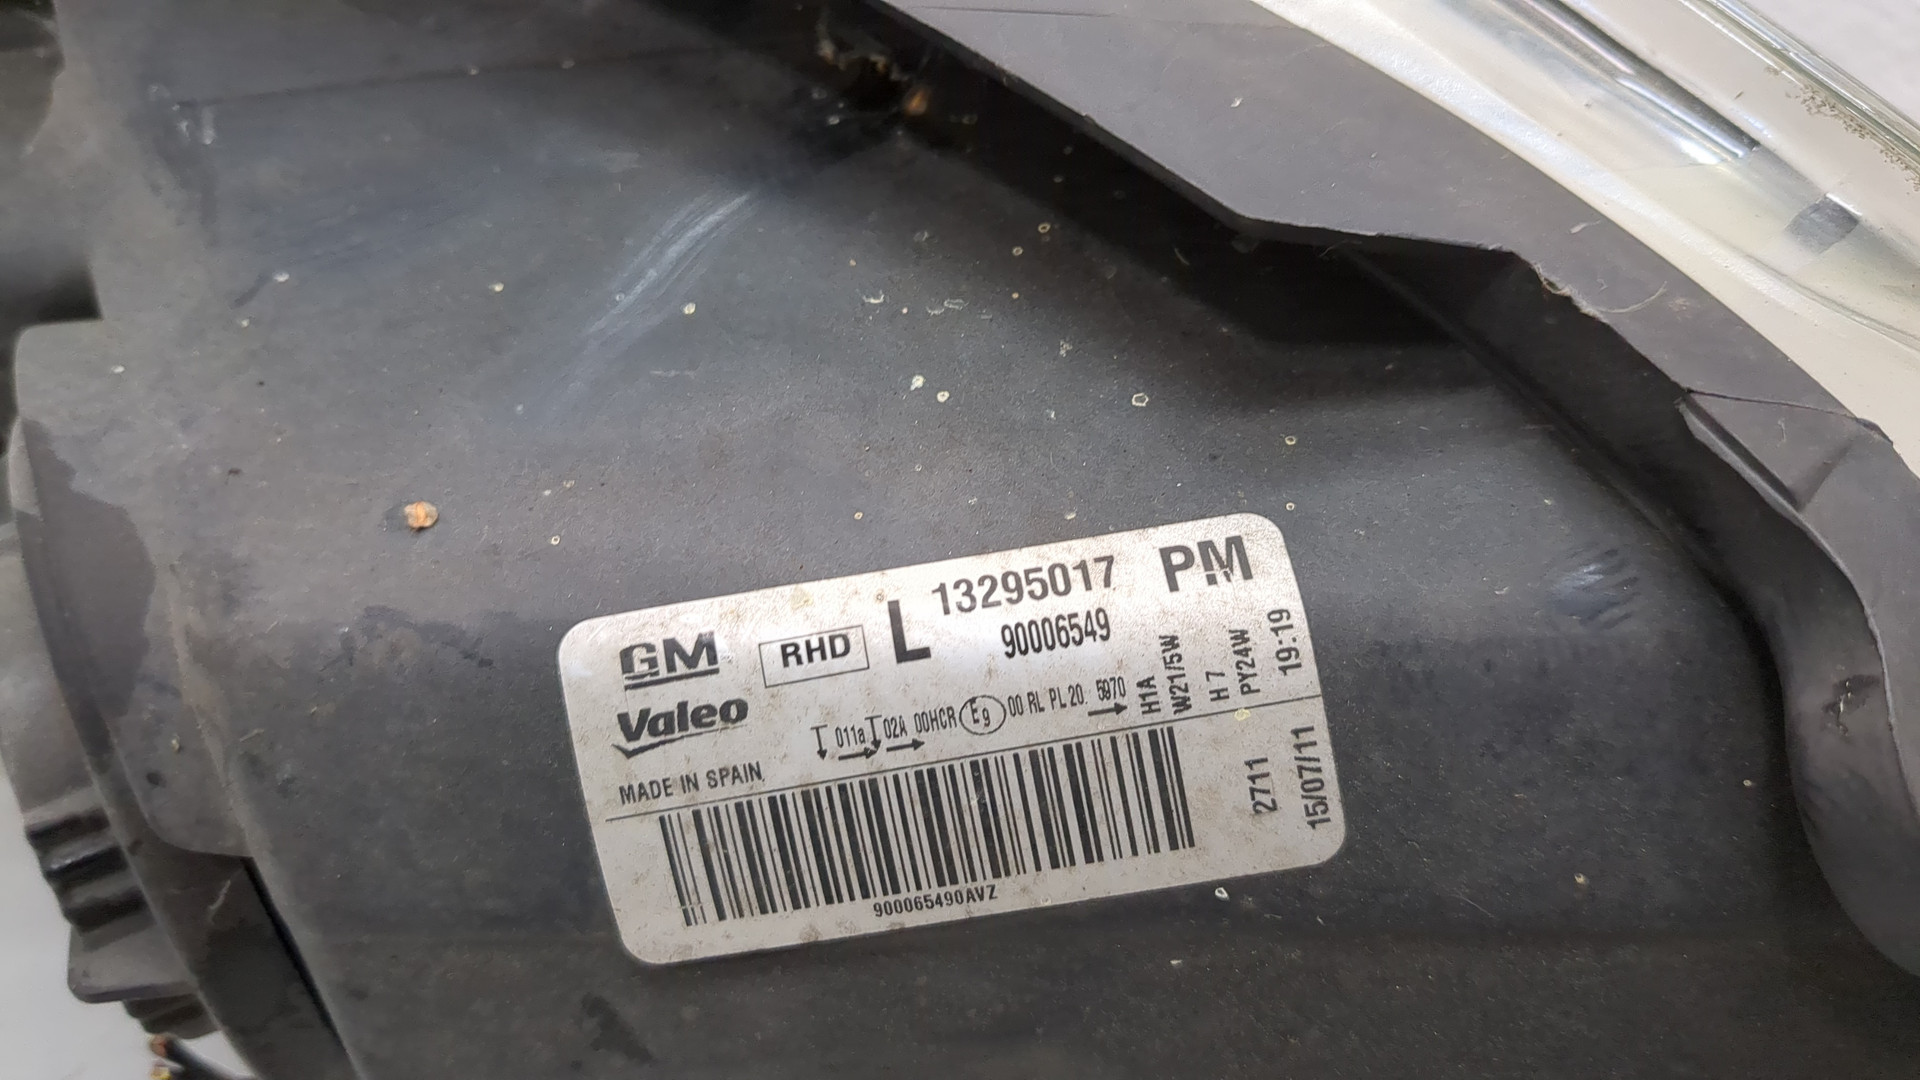 GM RHD L 13295017 PM
90006549
Valeo
011a 02A 00HCR E9 00 RL PL 20. 5970
MADE IN SPAIN
H1A
W21/5W
H7
PY24W
19:19
2711
15/07/11
900065490AVZ